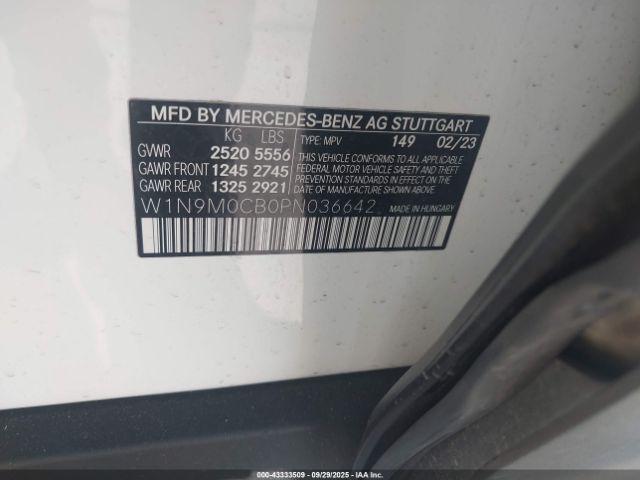 MFD BY MERCEDES-BENZ AG STUTTGART
KG LBS TYPE: MPV 149 02/23
GVWR 2520 5556 THIS VEHICLE CONFORMS TO ALL APPLICABLE
GAWR FRONT 1245 2745 FEDERAL MOTOR VEHICLE SAFETY AND THEFT
GAWR REAR 1325 2921 PREVENTION STANDARDS IN EFFECT ON THE DATE
OF MANUFACTURE SHOWN ABOVE.
W1N9M0CB0PN036642 MADE IN HUNGARY
000-43333509 09/29/2025 IAA Holdings, LLC